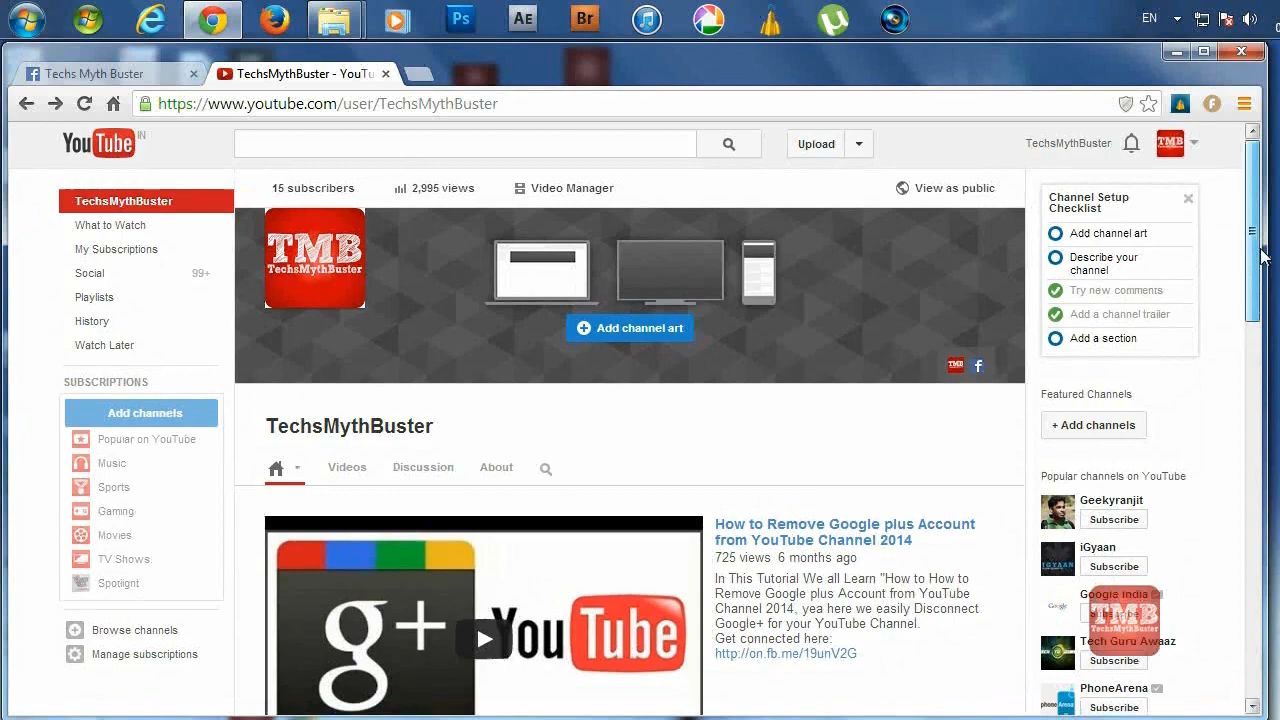 Ps
AE
Br
EN
Techs Myth Buster
TechsMythBuster - YouTu
https://www.youtube.com/user/TechsMythBuster
YouTube IN
Upload
TechsMythBuster
TMB
15 subscribers
2,995 views
Video Manager
View as public
TechsMythBuster
What to Watch
My Subscriptions
Social 99+
Playlists
History
Watch Later
SUBSCRIPTIONS
Add channels
Popular on YouTube
Music
Sports
Gaming
Movies
TV Shows
Spotlight
Browse channels
Manage subscriptions
TMB
TechsMythBuster
Add channel art
TMB
TechsMythBuster
Videos
Discussion
About
g+ YouTube
How to Remove Google plus Account
from YouTube Channel 2014
725 views 6 months ago
In This Tutorial We all Learn "How to How to
Remove Google plus Account from YouTube
Channel 2014, yea here we easily Disconnect
Google+ for your YouTube Channel.
Get connected here:
http://on.fb.me/19unV2G
Channel Setup
Checklist
Add channel art
Describe your
channel
Try new comments
Add a channel trailer
Add a section
Featured Channels
+ Add channels
Popular channels on YouTube
Geekyranjit
Subscribe
iGyaan
Subscribe
Google India
TMB
TechsMythBuster
Tech Guru Awaaz
Subscribe
PhoneArena
Subscribe